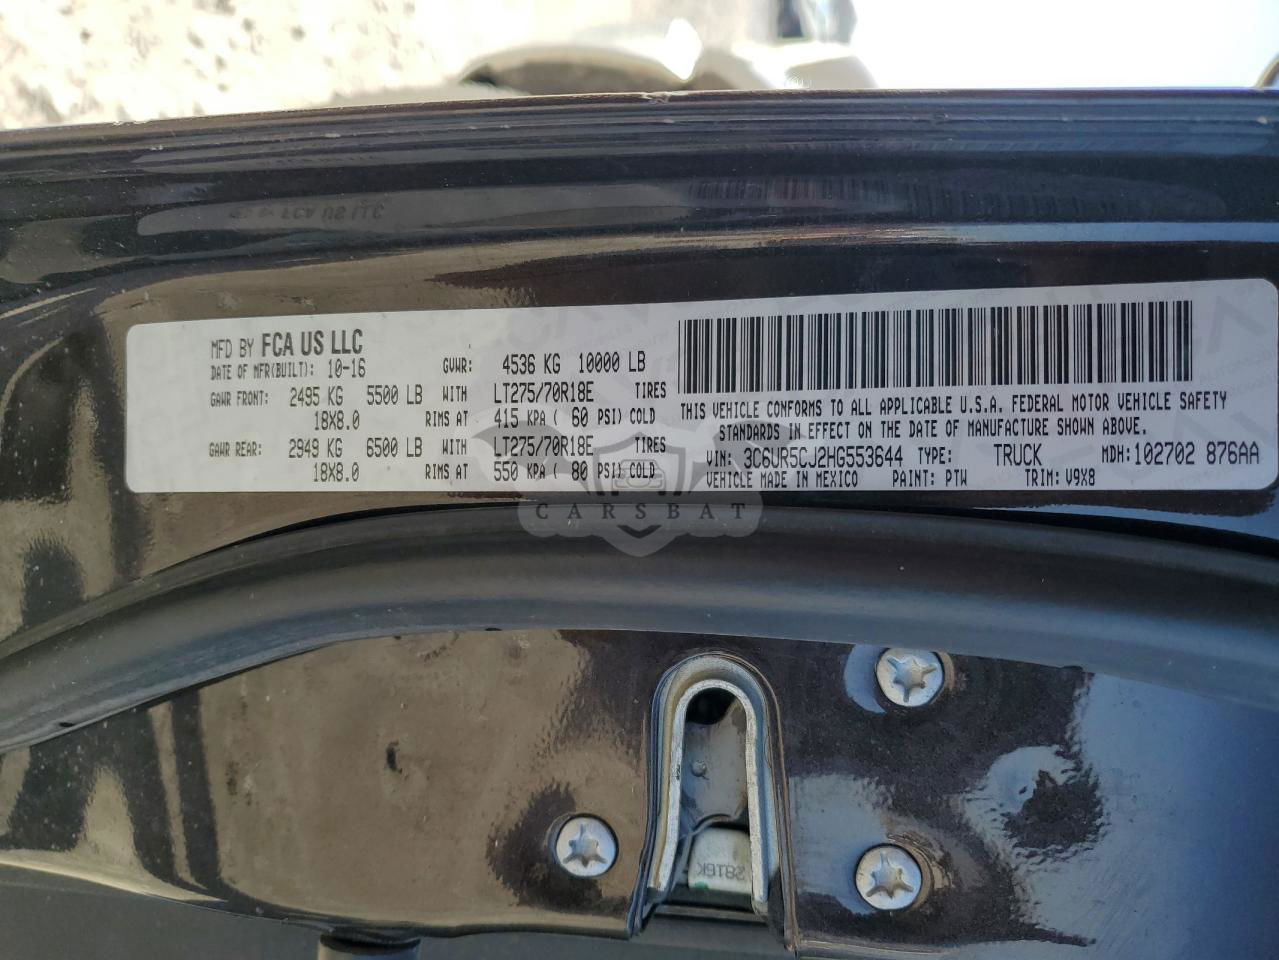 MFD BY FCA US LLC
DATE OF MFR(BUILT): 10-16 GVWR: 4536 KG 10000 LB
GAWR FRONT: 2495 KG 5500 LB WITH LT275/70R18E TIRES
18X8.0 RIMS AT 415 KPA ( 60 PSI) COLD
GAWR REAR: 2949 KG 6500 LB WITH LT275/70R18E TIRES
18X8.0 RIMS AT 550 KPA ( 80 PSI) COLD
THIS VEHICLE CONFORMS TO ALL APPLICABLE U.S.A. FEDERAL MOTOR VEHICLE SAFETY
STANDARDS IN EFFECT ON THE DATE OF MANUFACTURE SHOWN ABOVE.
VIN: 3C6UR5CJ2HG553644 TYPE: TRUCK MDH: 102702 876AA
VEHICLE MADE IN MEXICO PAINT: PTW TRIM: V9X8
CARSBAT
2816K